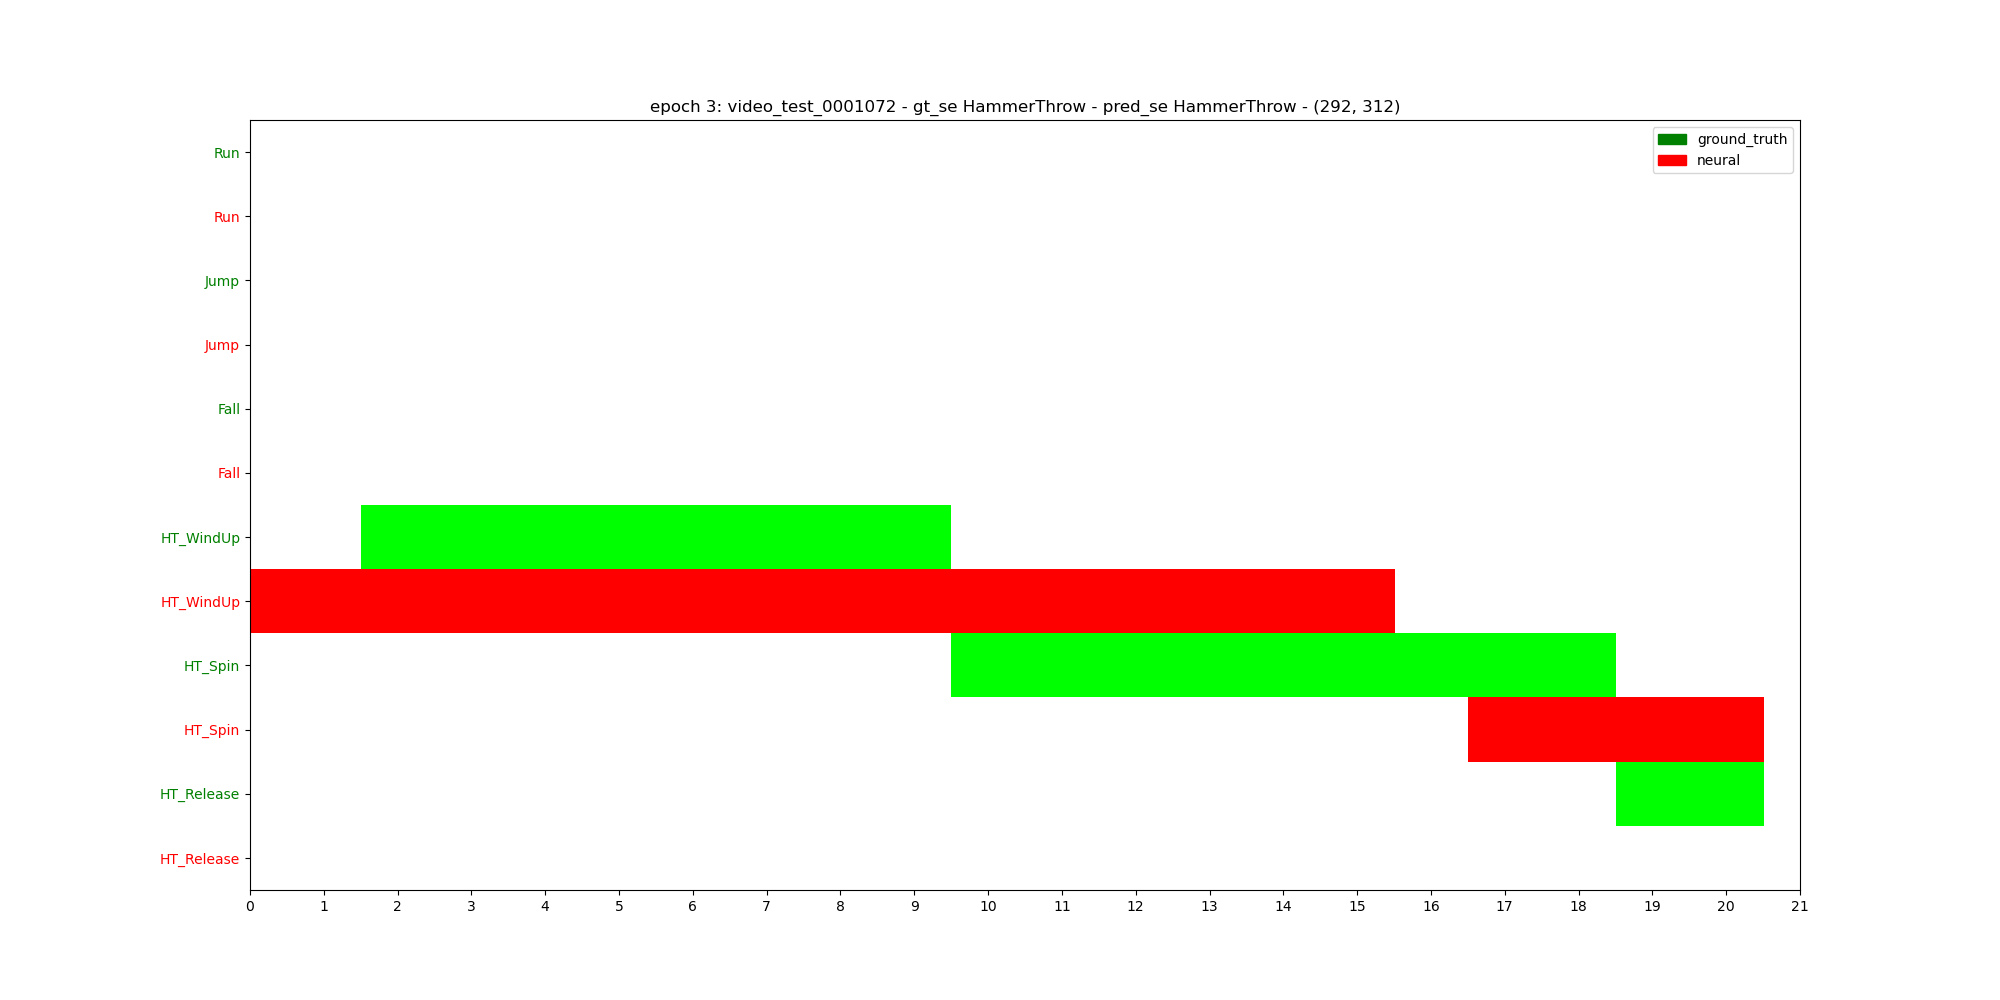 epoch 3: video_test_0001072 - gt_se HammerThrow - pred_se HammerThrow - (292, 312)
ground_truth
neural
Run
Run
Jump
Jump
Fall
Fall
HT_WindUp
HT_WindUp
HT_Spin
HT_Spin
HT_Release
HT_Release
0 1 2 3 4 5 6 7 8 9 10 11 12 13 14 15 16 17 18 19 20 21